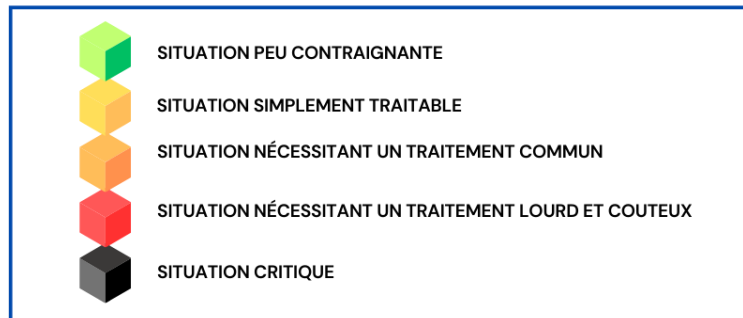 SITUATION PEU CONTRAIGNANTE
SITUATION SIMPLEMENT TRAITABLE
SITUATION NÉCESSITANT UN TRAITEMENT COMMUN
SITUATION NÉCESSITANT UN TRAITEMENT LOURD ET COUTEUX
SITUATION CRITIQUE